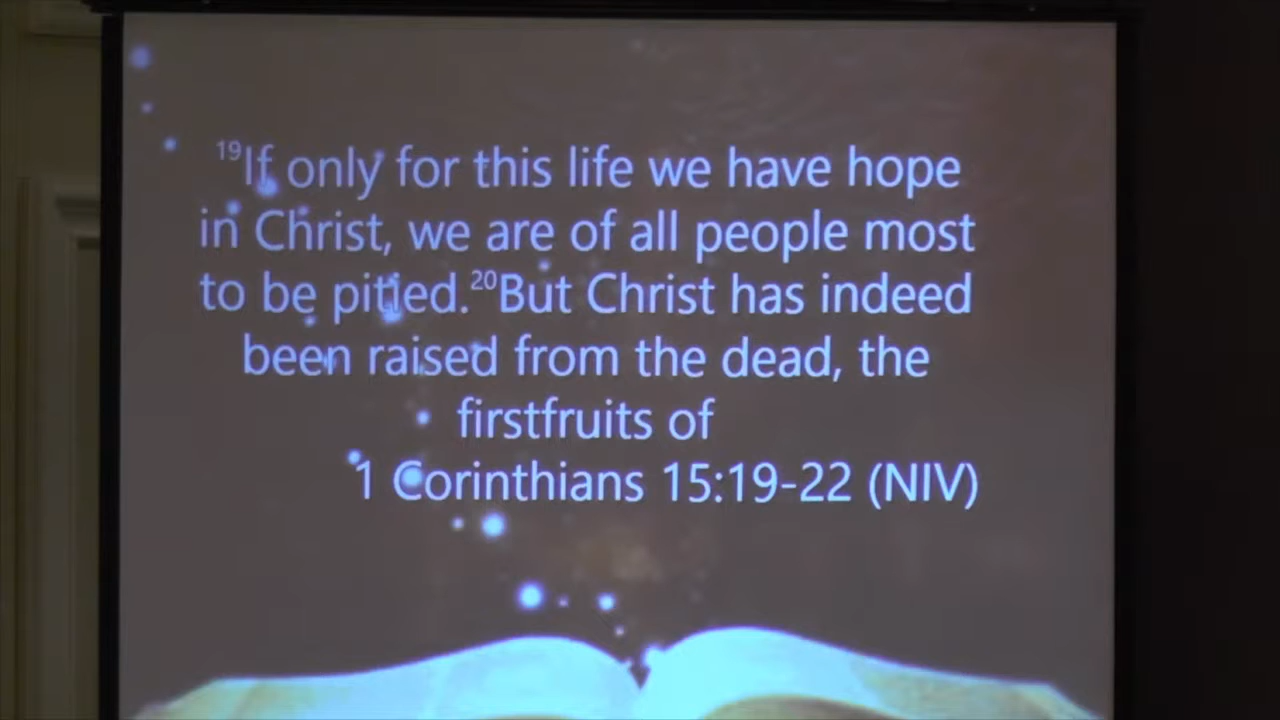 ¹⁹If only for this life we have hope
in Christ, we are of all people most
to be pitied.²⁰But Christ has indeed
been raised from the dead, the
firstfruits of
1 Corinthians 15:19-22 (NIV)